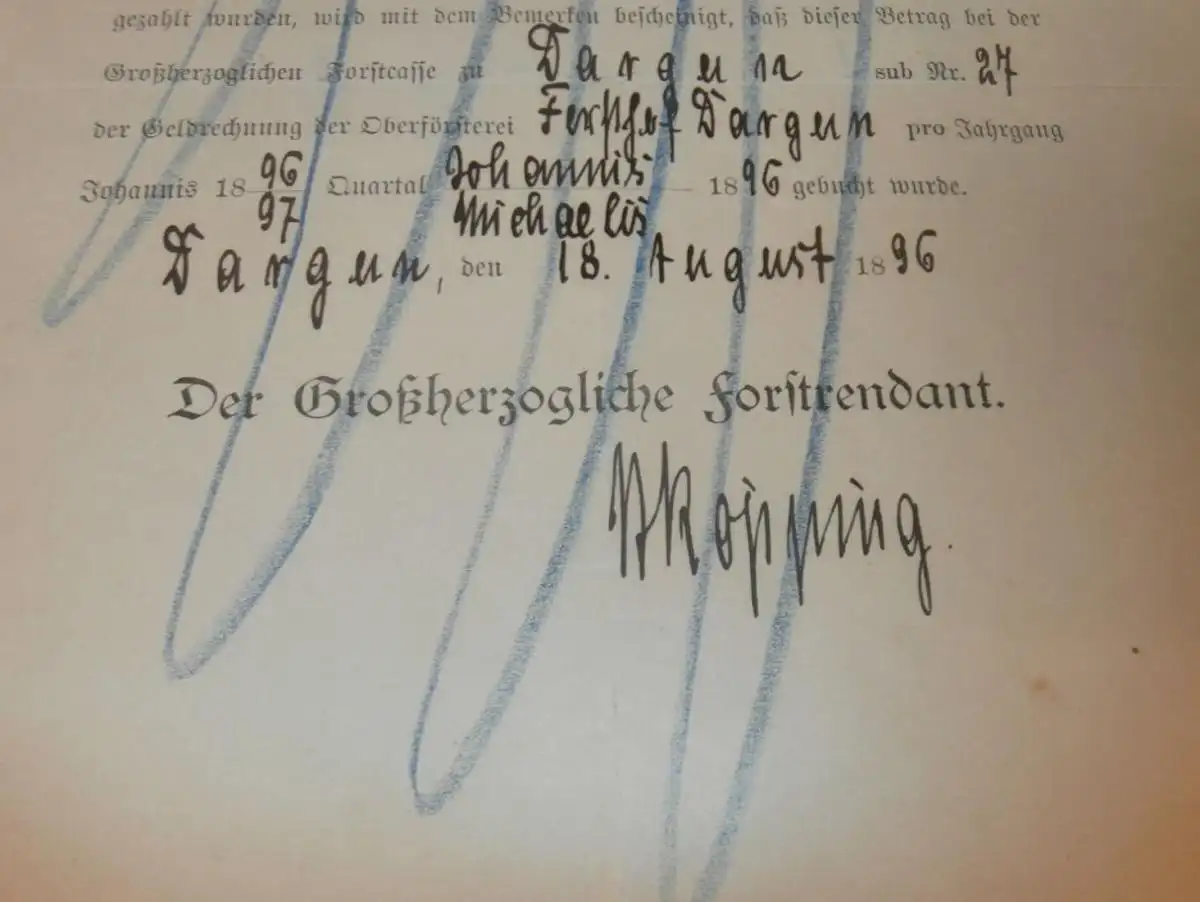 gezahlt wurden, wird mit dem Bemerken bescheinigt, daß dieser Betrag bei der
Großherzoglichen Forstcasse zu Dargun sub Nr. 27
der Geldrechnung der Oberförsterei Dargun pro Jahrgang
Johannis 18 96 Quartal Johannis 1896 gebucht wurde.
97 Michaelis
Dargun, den 18. August 1896
Der Großherzogliche Forstrendant.